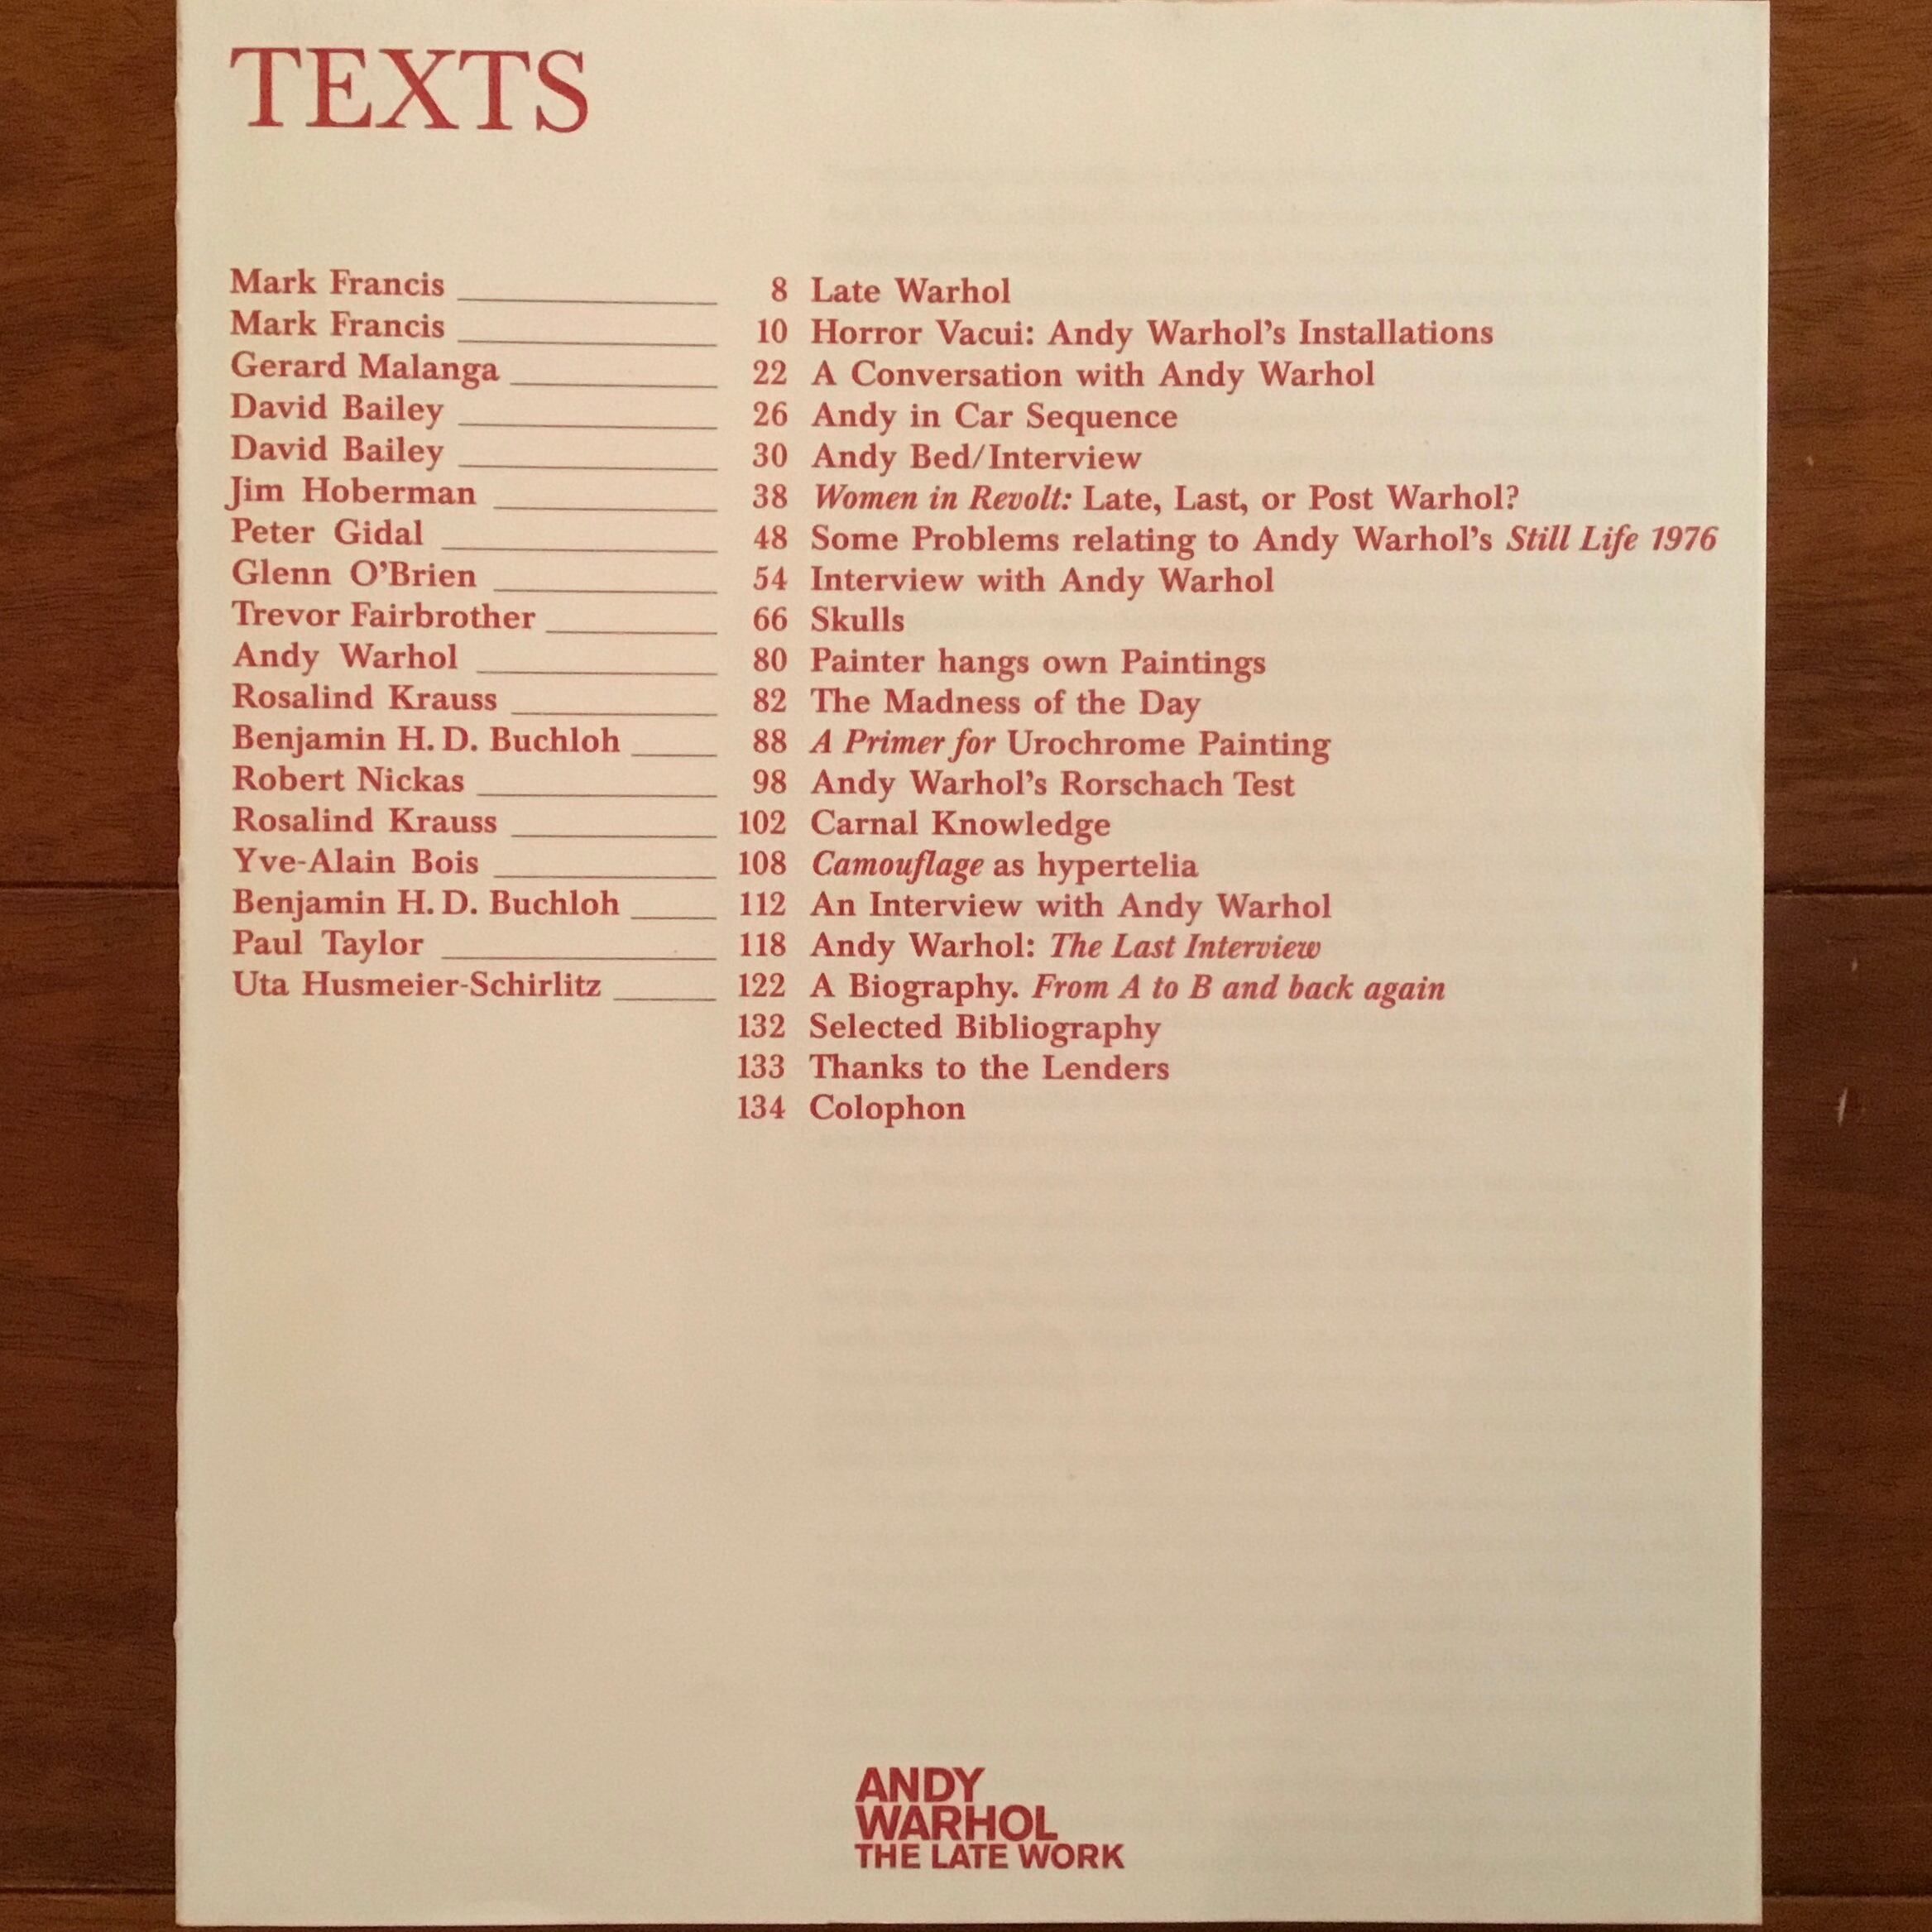 TEXTS
Mark Francis 8 Late Warhol
Mark Francis 10 Horror Vacui: Andy Warhol's Installations
Gerard Malanga 22 A Conversation with Andy Warhol
David Bailey 26 Andy in Car Sequence
David Bailey 30 Andy Bed/Interview
Jim Hoberman 38 Women in Revolt: Late, Last, or Post Warhol?
Peter Gidal 48 Some Problems relating to Andy Warhol's Still Life 1976
Glenn O'Brien 54 Interview with Andy Warhol
Trevor Fairbrother 66 Skulls
Andy Warhol 80 Painter hangs own Paintings
Rosalind Krauss 82 The Madness of the Day
Benjamin H. D. Buchloh 88 A Primer for Urochrome Painting
Robert Nickas 98 Andy Warhol's Rorschach Test
Rosalind Krauss 102 Carnal Knowledge
Yve-Alain Bois 108 Camouflage as hypertelia
Benjamin H. D. Buchloh 112 An Interview with Andy Warhol
Paul Taylor 118 Andy Warhol: The Last Interview
Uta Husmeier-Schirlitz 122 A Biography. From A to B and back again
132 Selected Bibliography
133 Thanks to the Lenders
134 Colophon
ANDY
WARHOL
THE LATE WORK